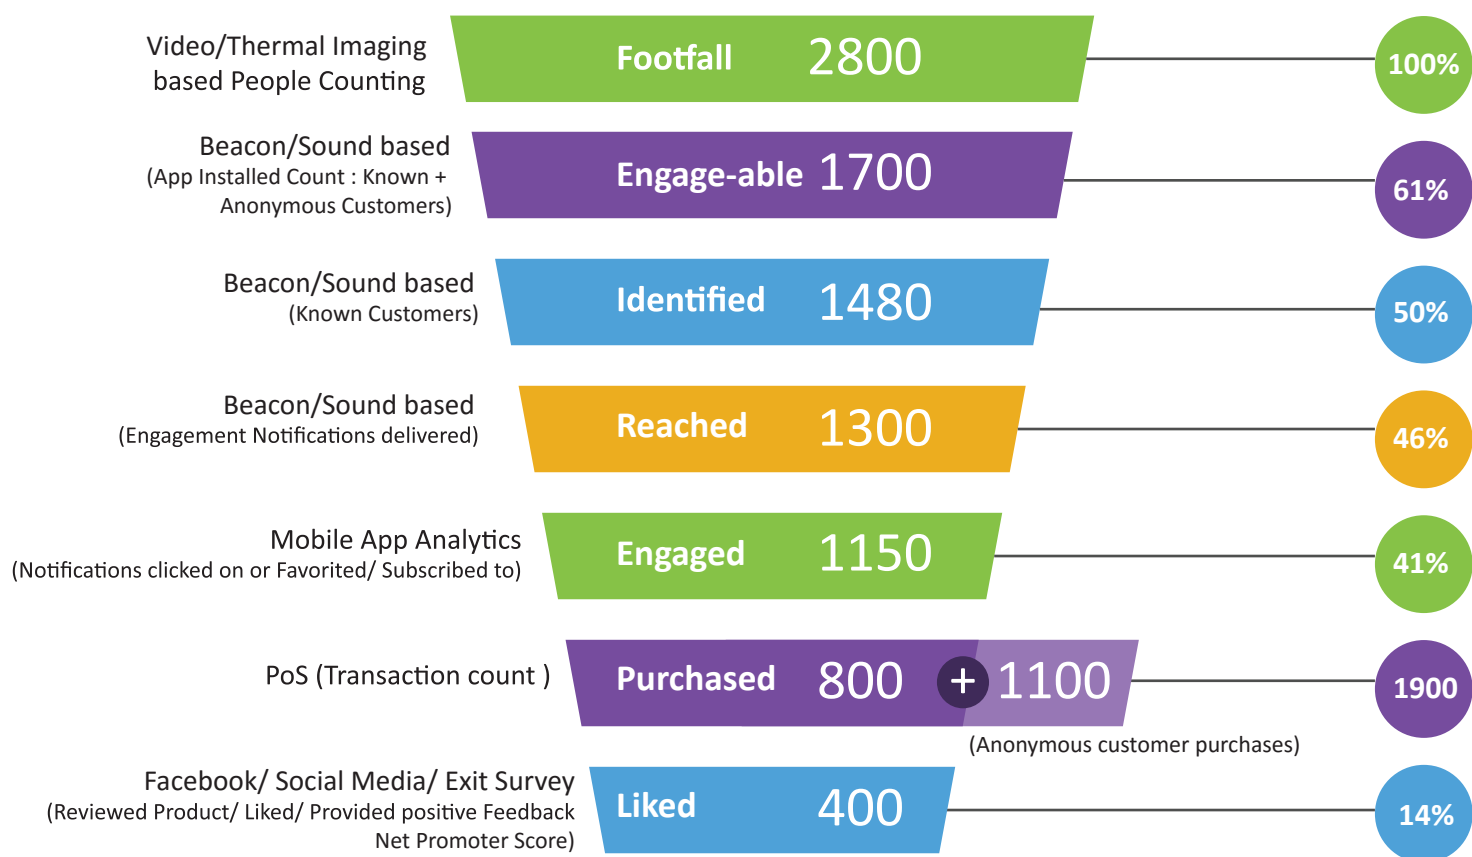 Video/Thermal Imaging
based People Counting
Footfall 2800
100%
Beacon/Sound based
(App Installed Count : Known +
Anonymous Customers)
Engage-able 1700
61%
Beacon/Sound based
(Known Customers)
Identified 1480
50%
Beacon/Sound based
(Engagement Notifications delivered)
Reached 1300
46%
Mobile App Analytics
(Notifications clicked on or Favorited/ Subscribed to)
Engaged 1150
41%
PoS (Transaction count )
Purchased 800 + 1100
1900
(Anonymous customer purchases)
Facebook/ Social Media/ Exit Survey
(Reviewed Product/ Liked/ Provided positive Feedback
Net Promoter Score)
Liked 400
14%